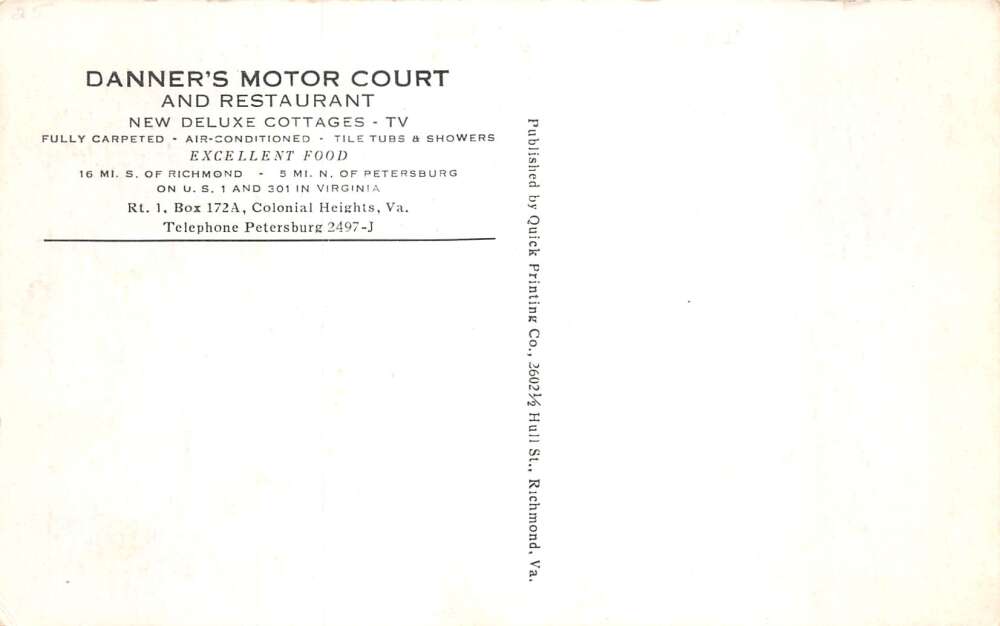 DANNER'S MOTOR COURT
AND RESTAURANT
NEW DELUXE COTTAGES - TV
FULLY CARPETED - AIR-CONDITIONED - TILE TUBS & SHOWERS
EXCELLENT FOOD
16 MI. S. OF RICHMOND - 5 MI. N. OF PETERSBURG
ON U. S. 1 AND 301 IN VIRGINIA
Rt. 1, Box 172A, Colonial Heights, Va.
Telephone Petersburg 2497-J
Published by Quick Printing Co., 2602½ Hull St., Richmond, Va.